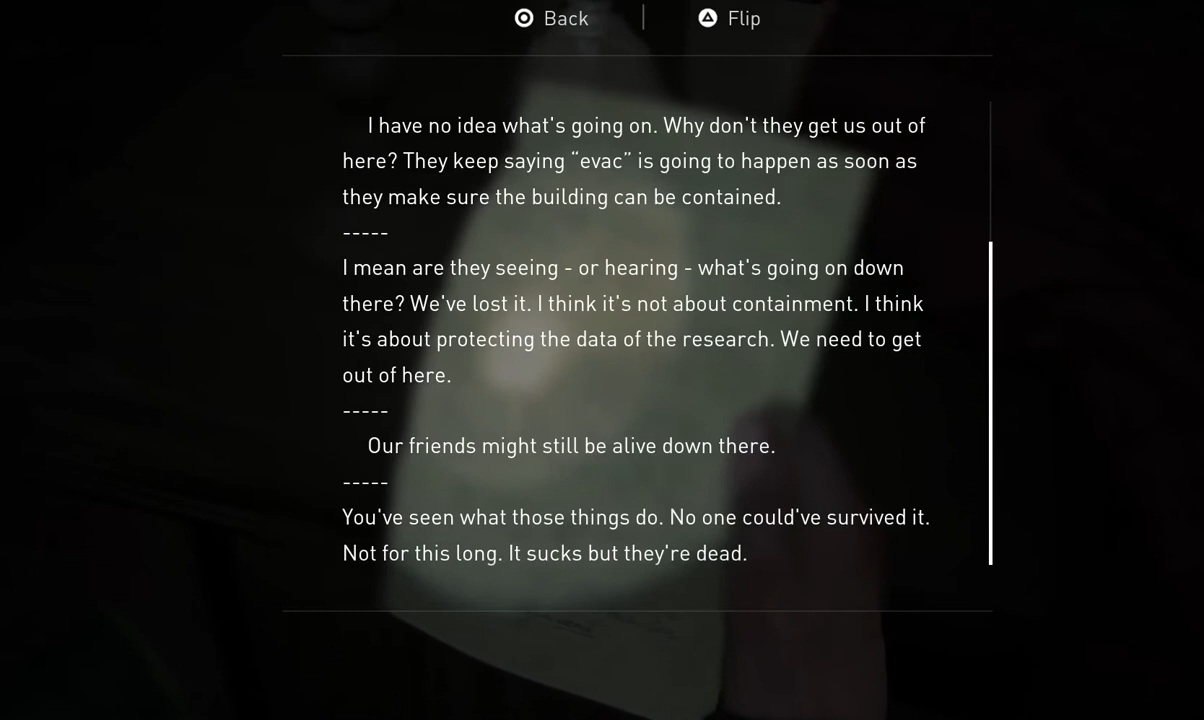 Back
Flip
I have no idea what's going on. Why don't they get us out of
here? They keep saying “evac” is going to happen as soon as
they make sure the building can be contained.
-----
I mean are they seeing - or hearing - what's going on down
there? We've lost it. I think it's not about containment. I think
it's about protecting the data of the research. We need to get
out of here.
-----
Our friends might still be alive down there.
-----
You've seen what those things do. No one could've survived it.
Not for this long. It sucks but they're dead.